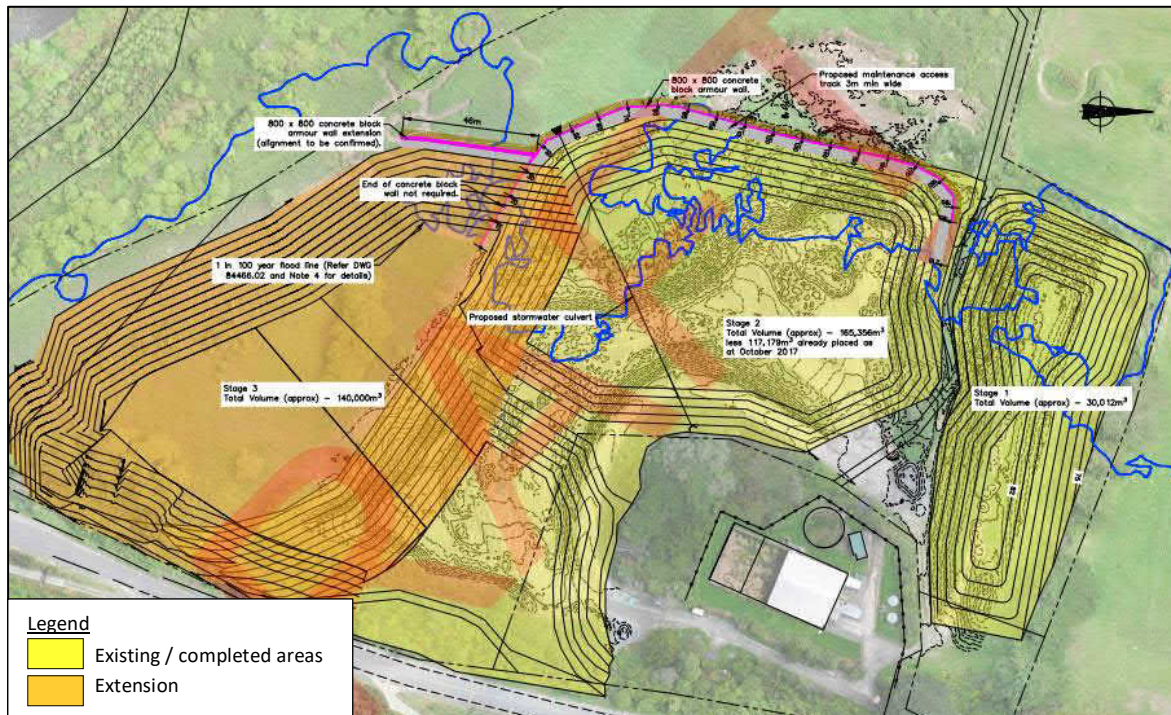 800 x 800 concrete
block armour wall.
Proposed maintenance access
track 3m min wide
800 x 800 concrete block
armour wall extension
(alignment to be confirmed).
46m
End of concrete block
wall not required.
1 in 100 year flood line (Refer DWG
84466.02 and Note 4 for details)
Proposed stormwater culvert
Stage 2
Total Volume (approx) - 165,356m³
less 117,179m³ already placed as
at October 2017
Stage 3
Total Volume (approx) - 140,000m³
Stage 1
Total Volume (approx) - 30,012m³
DRAFT
Legend
Existing / completed areas
Extension